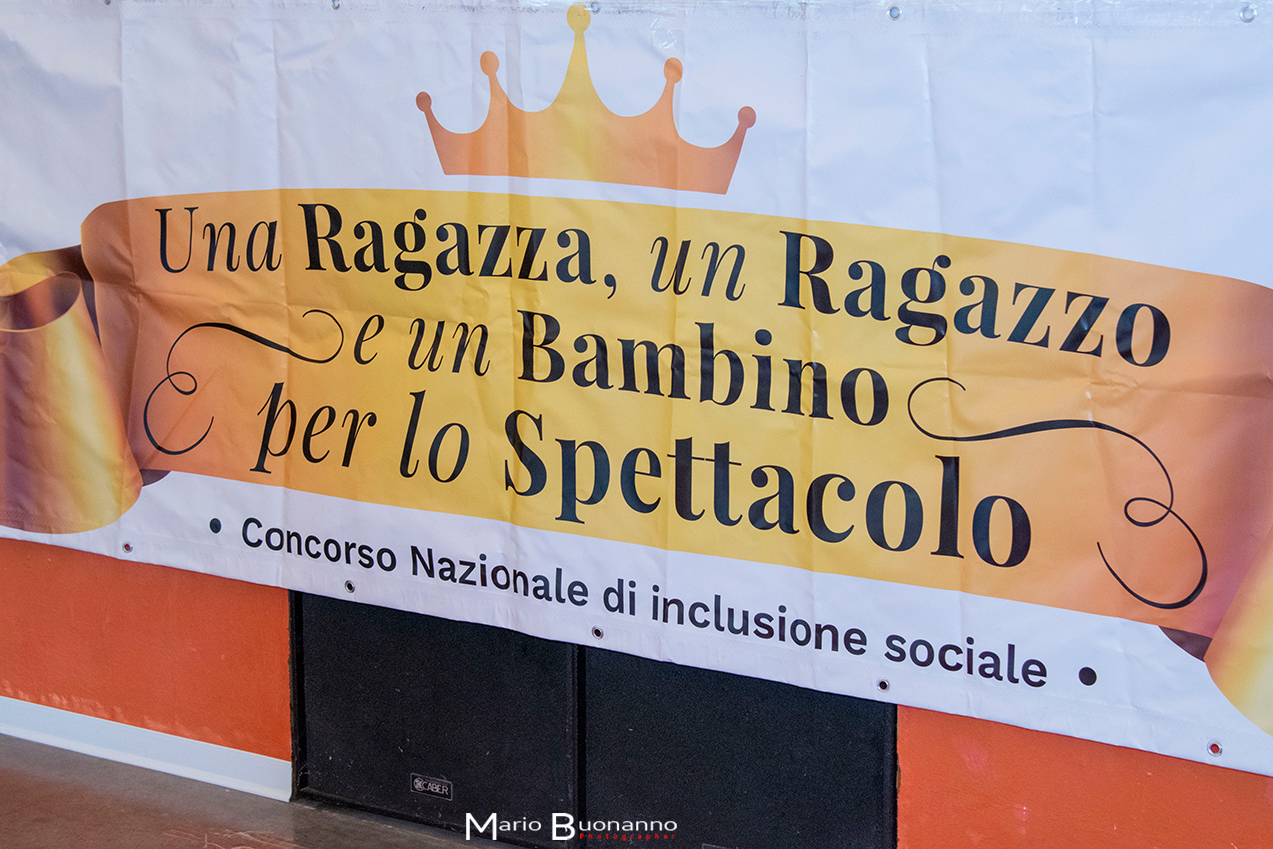 Una Ragazza, un Ragazzo
e un Bambino
per lo Spettacolo
• Concorso Nazionale di inclusione sociale •
CABER
Mario Buonanno
Photographer